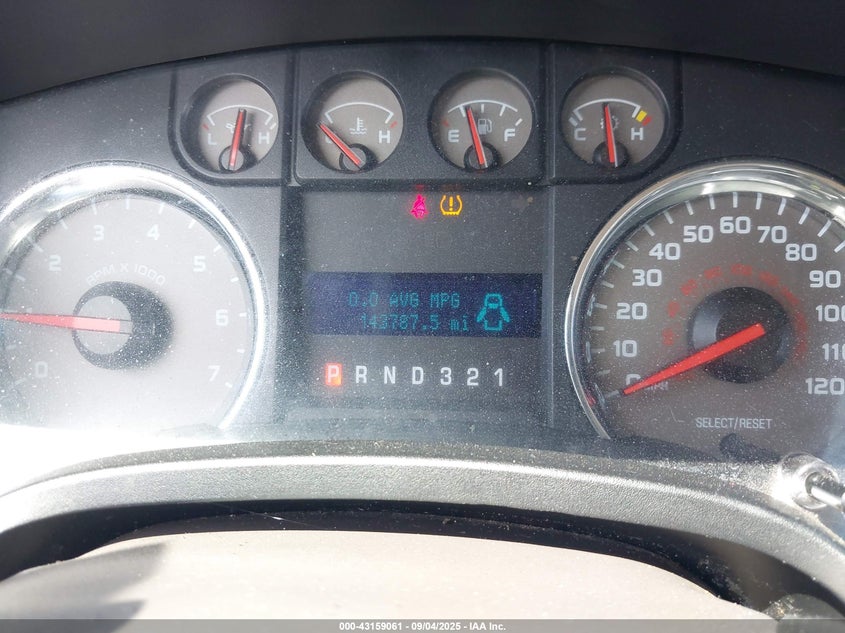 L H
C H
E F
C H
0 1 2 3 4 5 6 7
RPM X 1000
0.0 AVG MPG
143787.5 mi
P R N D 3 2 1
0 10 20 30 40 50 60 70 80 90 100 110 120
SELECT/RESET
000-43159061 - 09/04/2025 - IAA Inc.